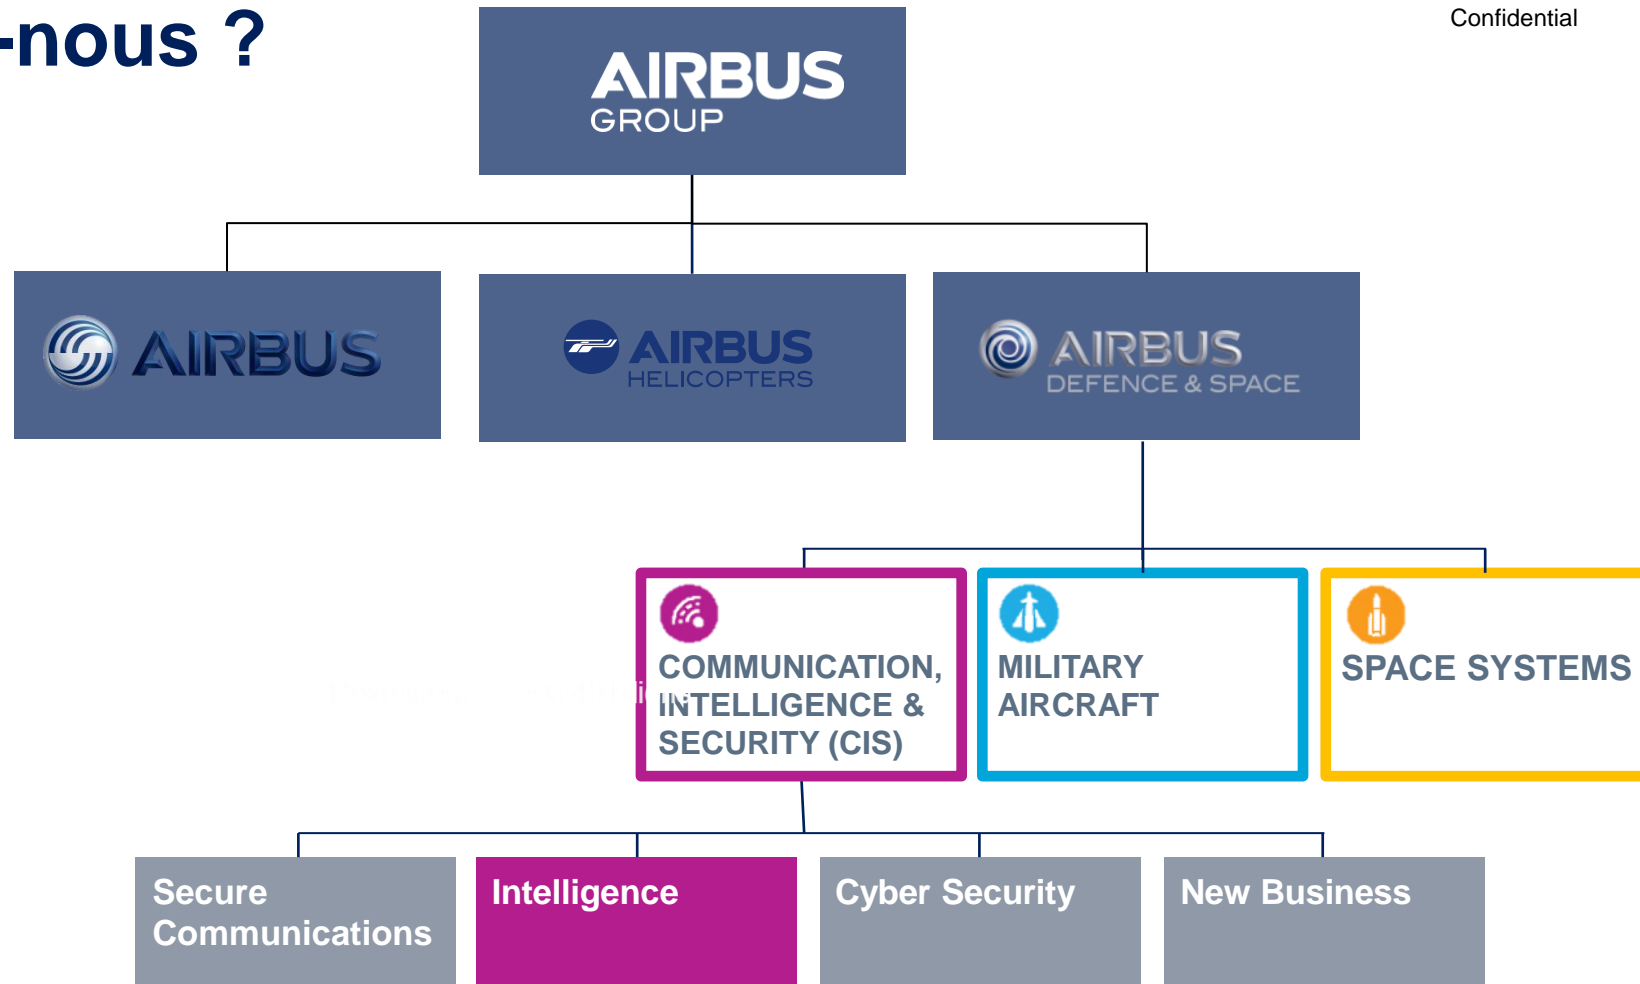 -nous ?
Confidential
AIRBUS
GROUP
AIRBUS
AIRBUS
HELICOPTERS
AIRBUS
DEFENCE & SPACE
COMMUNICATION,
INTELLIGENCE &
SECURITY (CIS)
MILITARY
AIRCRAFT
SPACE SYSTEMS
Secure
Communications
Intelligence
Cyber Security
New Business